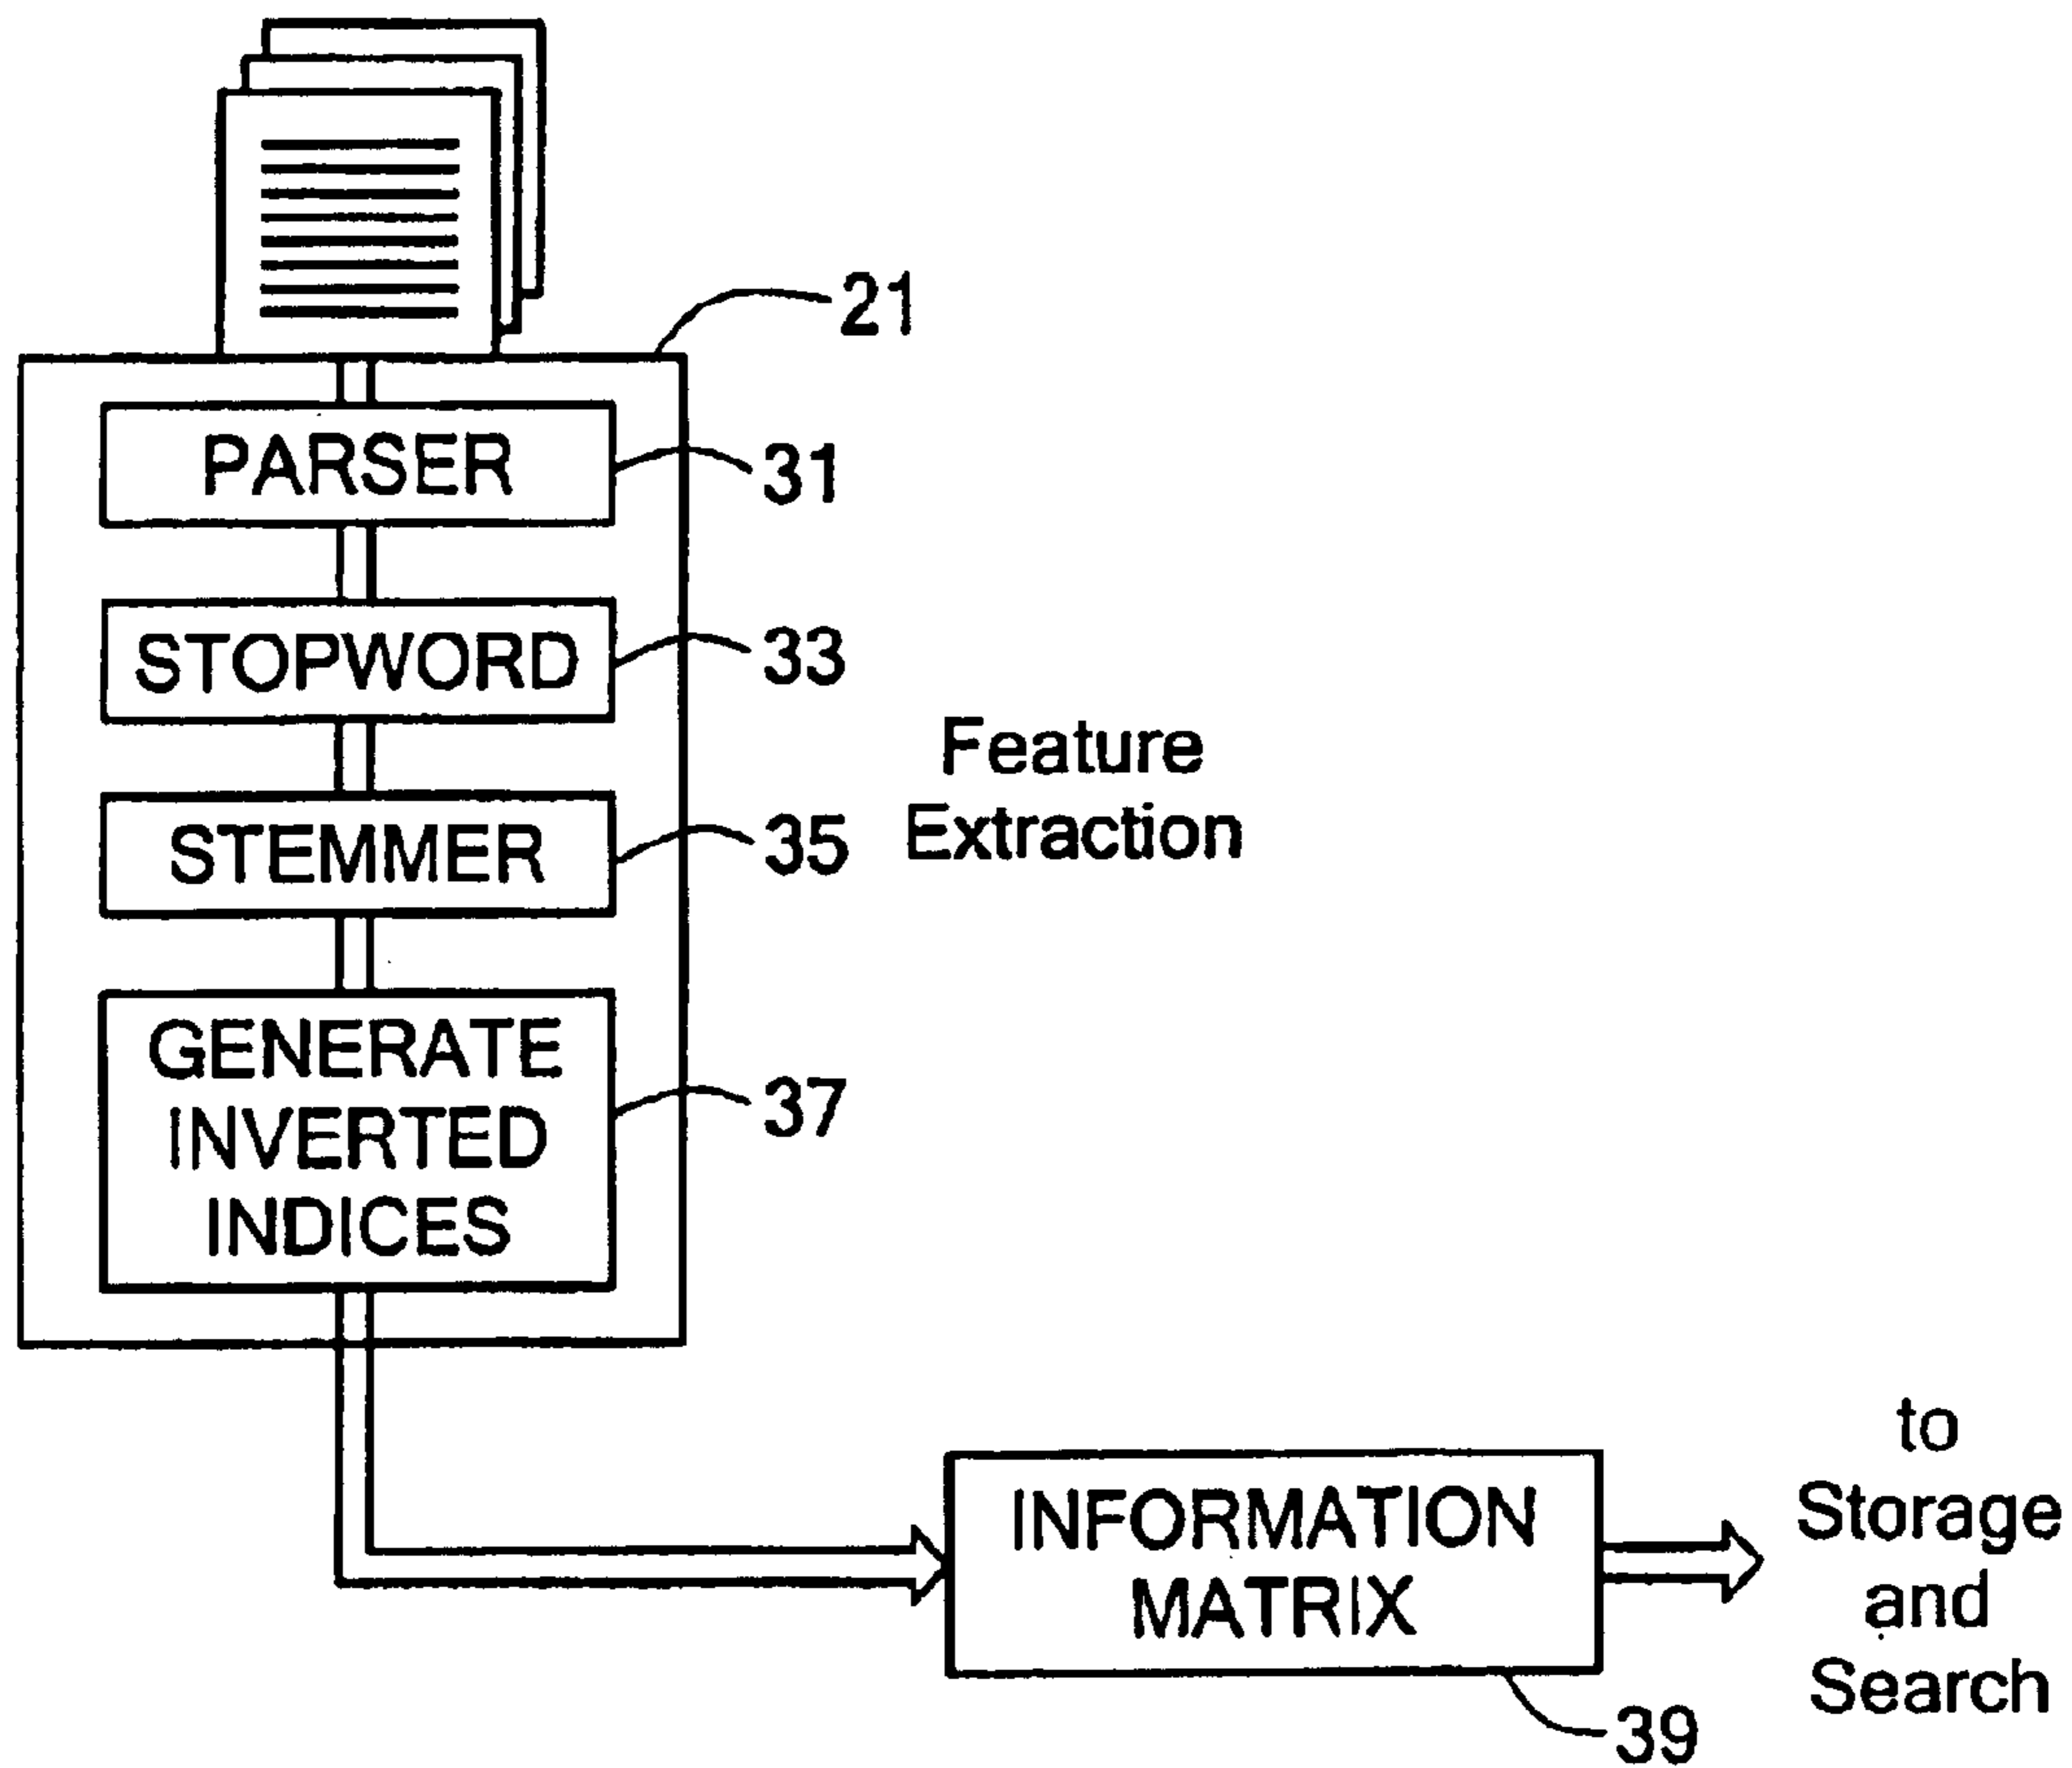 21
PARSER
31
STOPWORD
33
Feature
Extraction
STEMMER
35
GENERATE
INVERTED
INDICES
37
INFORMATION
MATRIX
39
to
Storage
and
Search